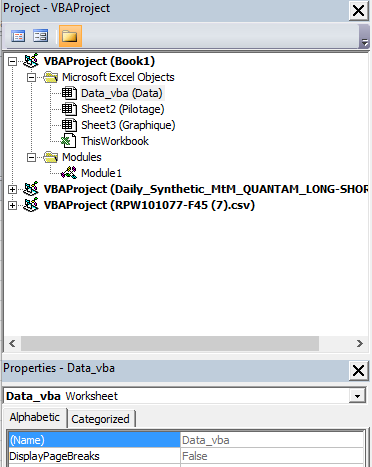 Project - VBAProject
VBAProject (Book1)
Microsoft Excel Objects
Data_vba (Data)
Sheet2 (Pilotage)
Sheet3 (Graphique)
ThisWorkbook
Modules
Module1
VBAProject (Daily_Synthetic_MtM_QUANTAM_LONG-SHOR
VBAProject (RPW101077-F45 (7).csv)
Properties - Data_vba
Data_vba Worksheet
Alphabetic Categorized
(Name) Data_vba
DisplayPageBreaks False